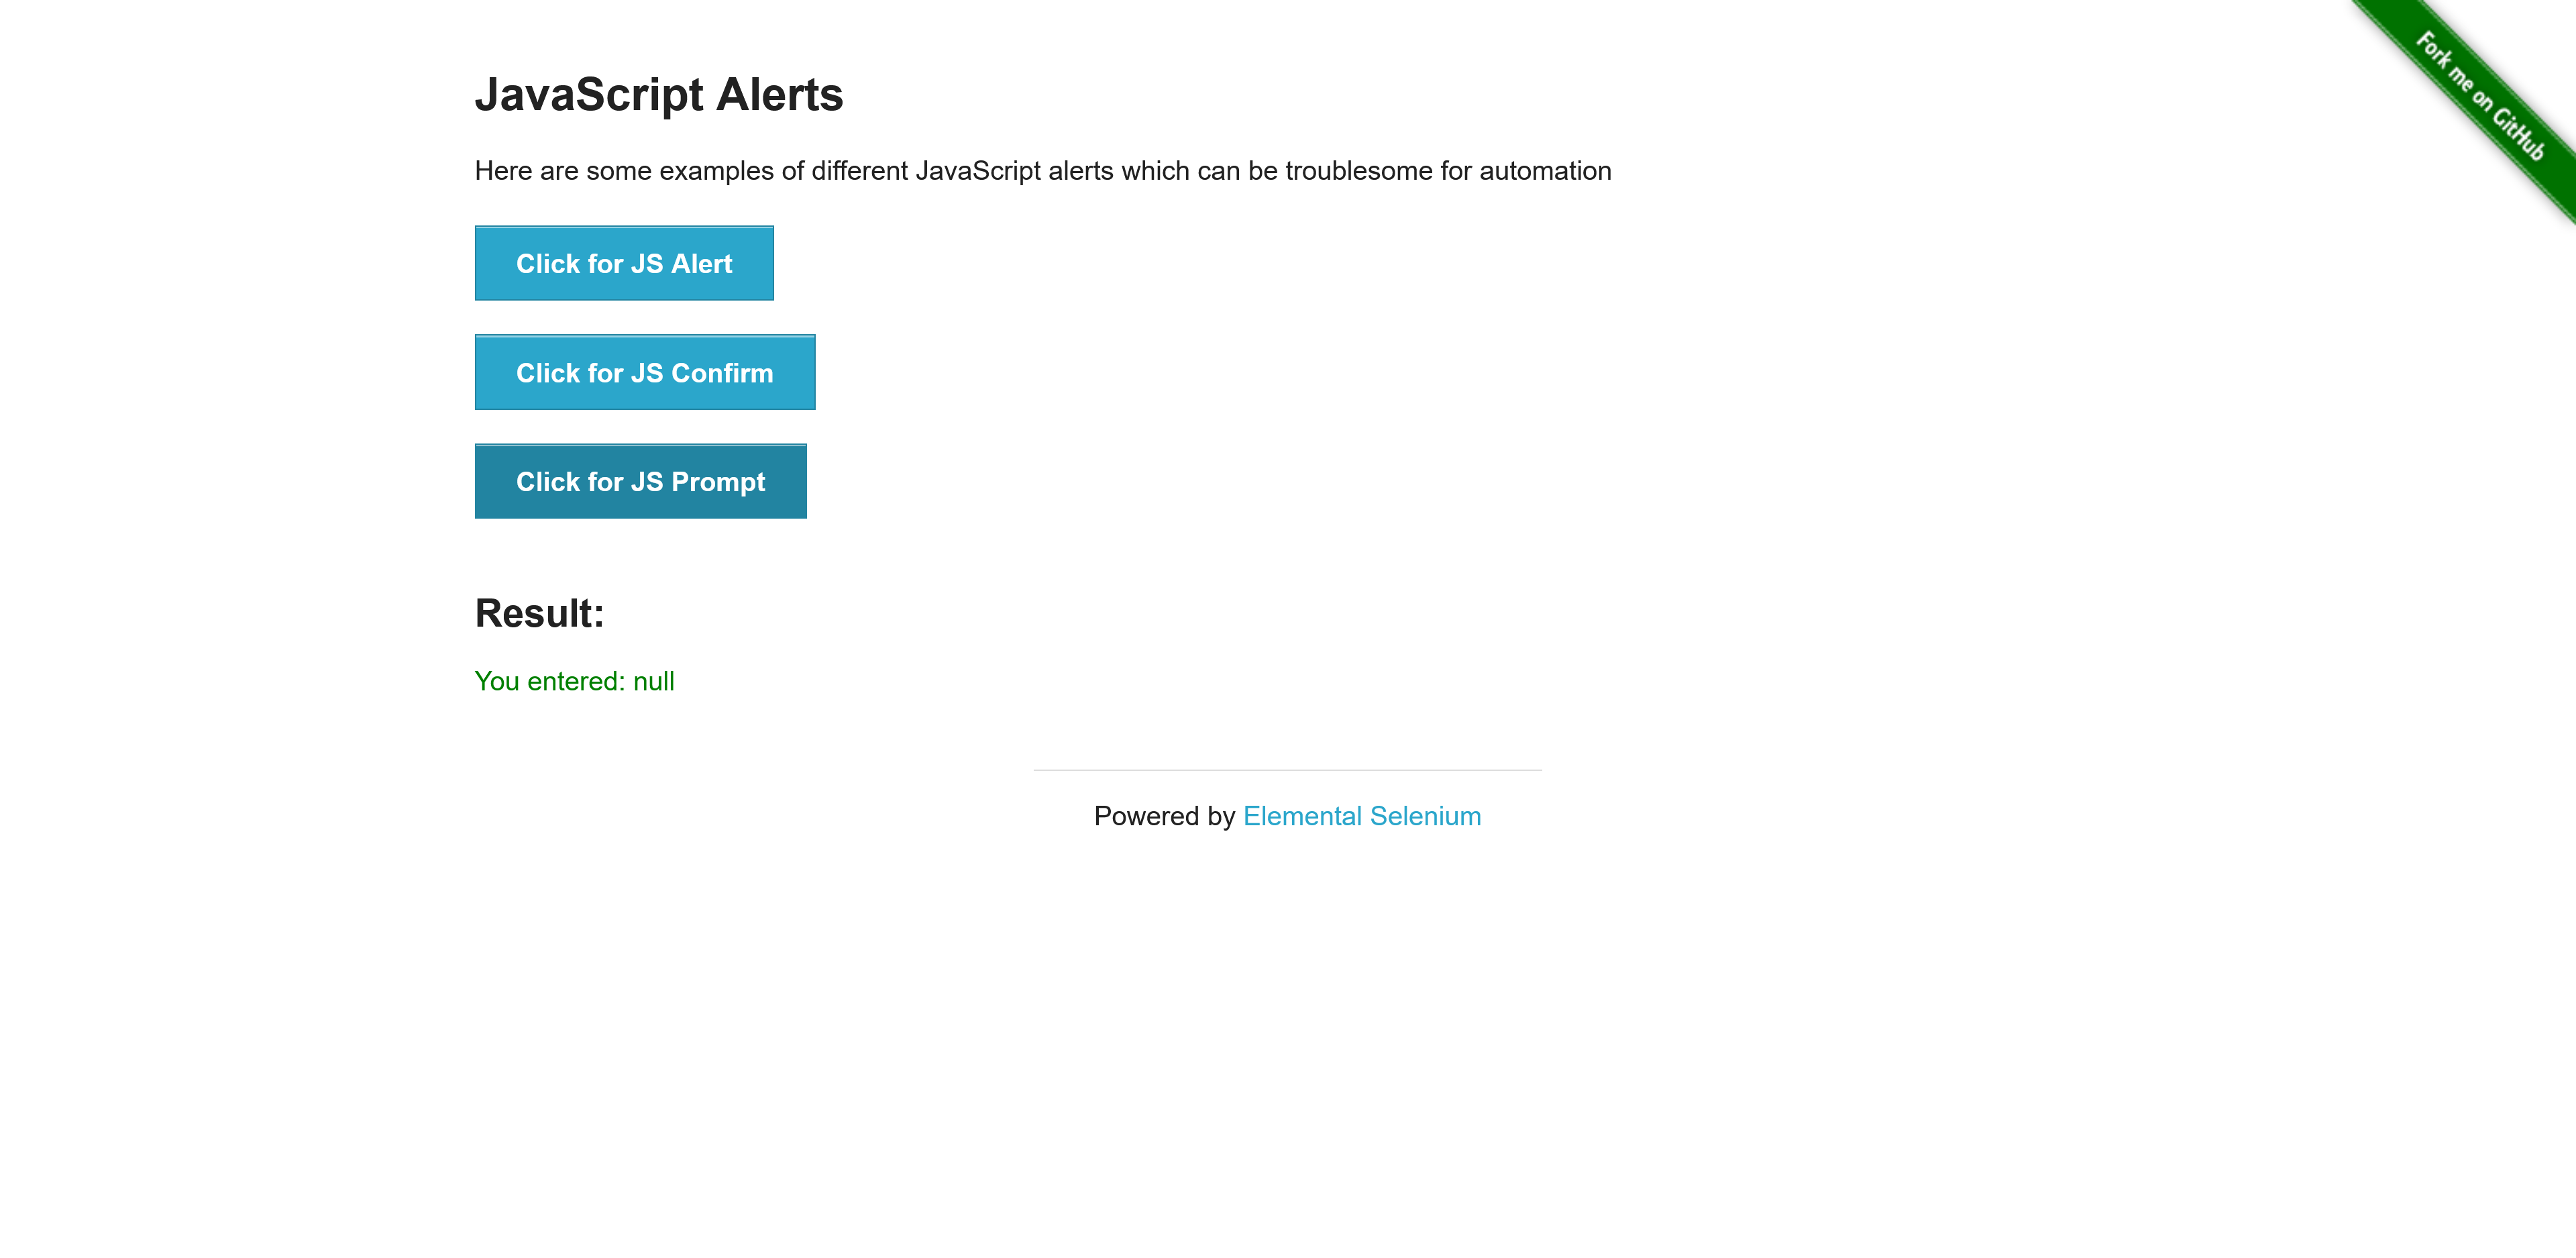 Fork me on GitHub
JavaScript Alerts
Here are some examples of different JavaScript alerts which can be troublesome for automation
Click for JS Alert
Click for JS Confirm
Click for JS Prompt
Result:
You entered: null
Powered by Elemental Selenium